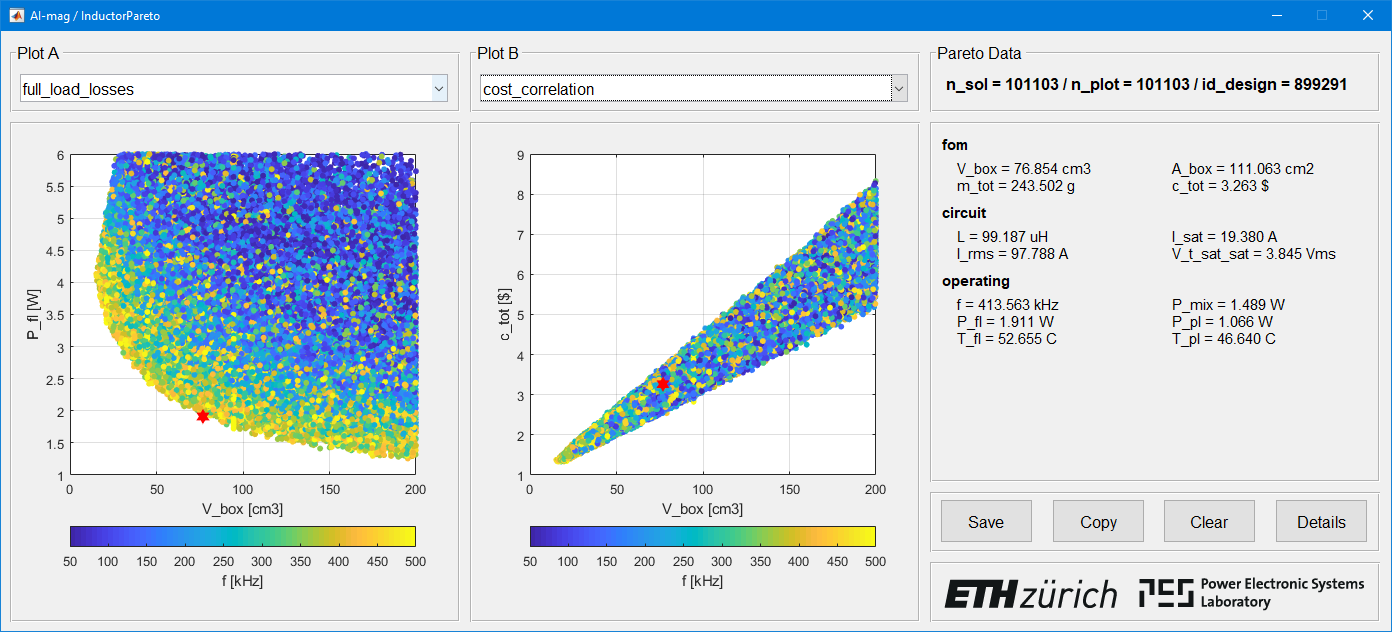 AI-mag / InductorPareto
Plot A
full_load_losses
Plot B
cost_correlation
Pareto Data
n_sol = 101103 / n_plot = 101103 / id_design = 899291
6
5.5
5
4.5
4
3.5
3
2.5
2
1.5
1
P_fl [W]
0 50 100 150 200
V_box [cm3]
50 100 150 200 250 300 350 400 450 500
f [kHz]
9
8
7
6
5
4
3
2
1
c_tot [$]
0 50 100 150 200
V_box [cm3]
50 100 150 200 250 300 350 400 450 500
f [kHz]
fom
V_box = 76.854 cm3 A_box = 111.063 cm2
m_tot = 243.502 g c_tot = 3.263 $
circuit
L = 99.187 uH I_sat = 19.380 A
I_rms = 97.788 A V_t_sat_sat = 3.845 Vms
operating
f = 413.563 kHz P_mix = 1.489 W
P_fl = 1.911 W P_pl = 1.066 W
T_fl = 52.655 C T_pl = 46.640 C
Save Copy Clear Details
ETH zürich
PES Power Electronic Systems
Laboratory